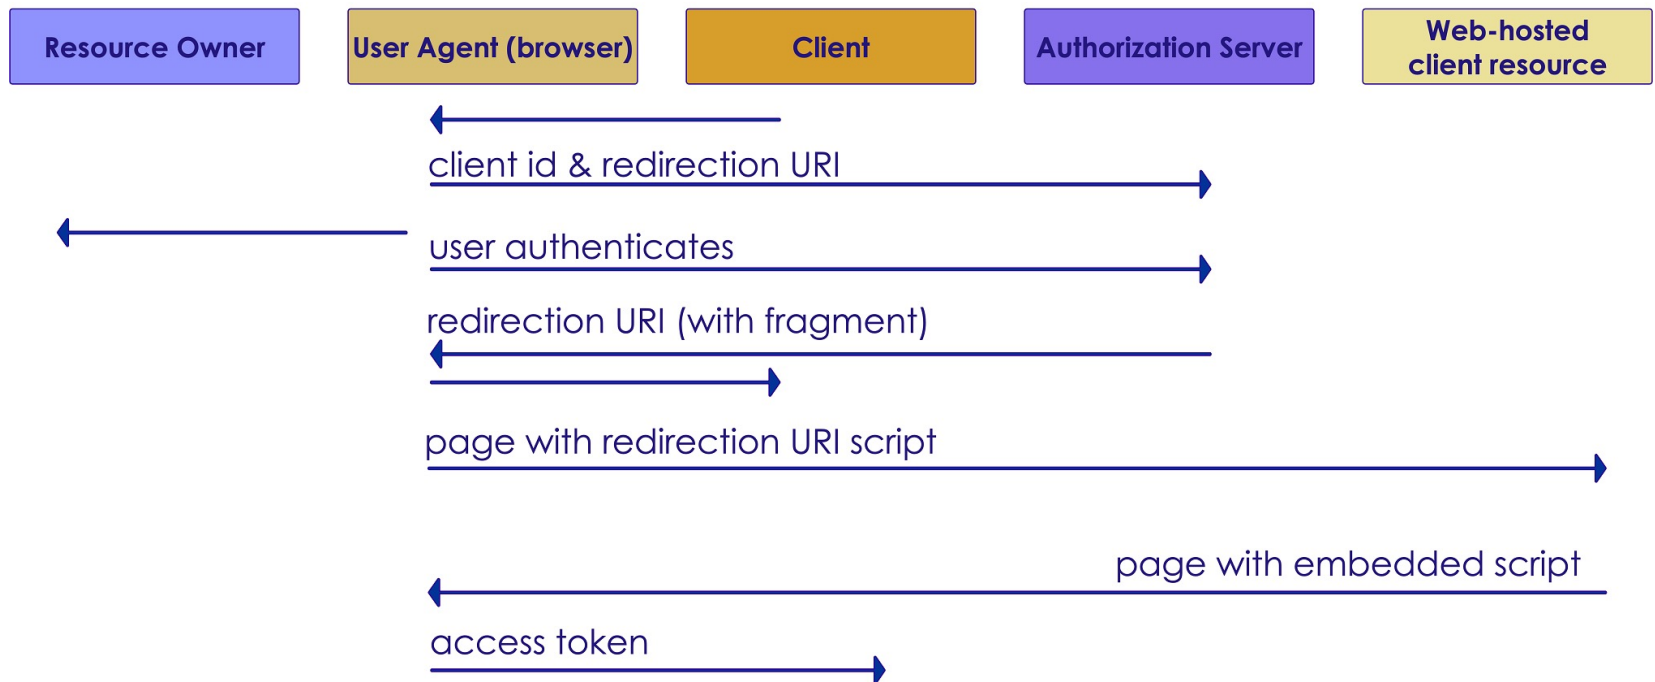 Resource Owner
User Agent (browser)
Client
Authorization Server
Web-hosted
client resource
client id & redirection URI
user authenticates
redirection URI (with fragment)
page with redirection URI script
page with embedded script
access token